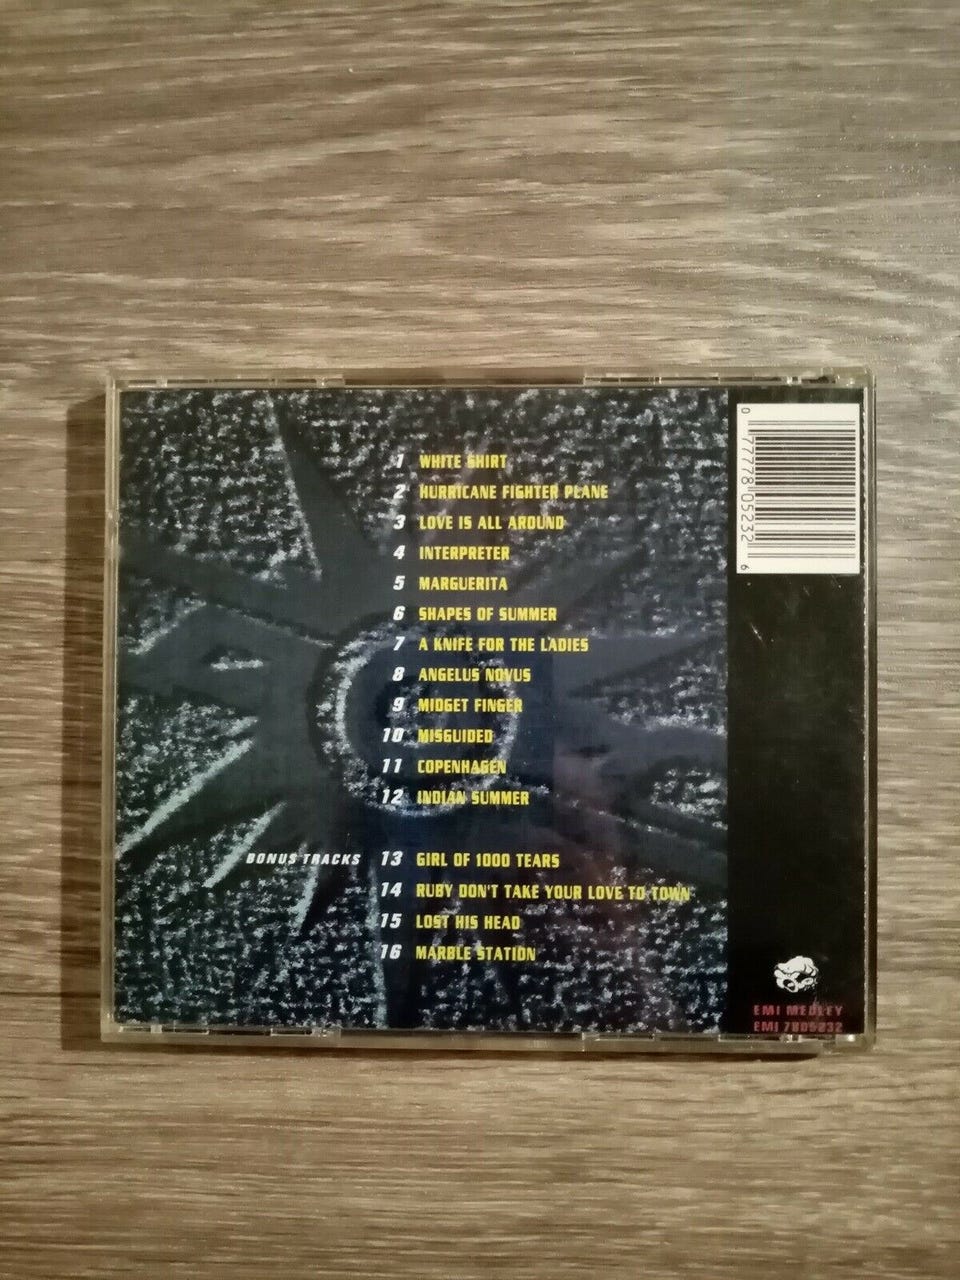 1 WHITE SHIRT
2 HURRICANE FIGHTER PLANE
3 LOVE IS ALL AROUND
4 INTERPRETER
5 MARGUERITA
6 SHAPES OF SUMMER
7 A KNIFE FOR THE LADIES
8 ANGELUS NOVUS
9 MIDGET FINGER
10 MISGUIDED
11 COPENHAGEN
12 INDIAN SUMMER
BONUS TRACKS 13 GIRL OF 1000 TEARS
14 RUBY DON'T TAKE YOUR LOVE TO TOWN
15 LOST HIS HEAD
16 MARBLE STATION
0 77778 05232 6
EMI MEDLEY
EMI 7805232